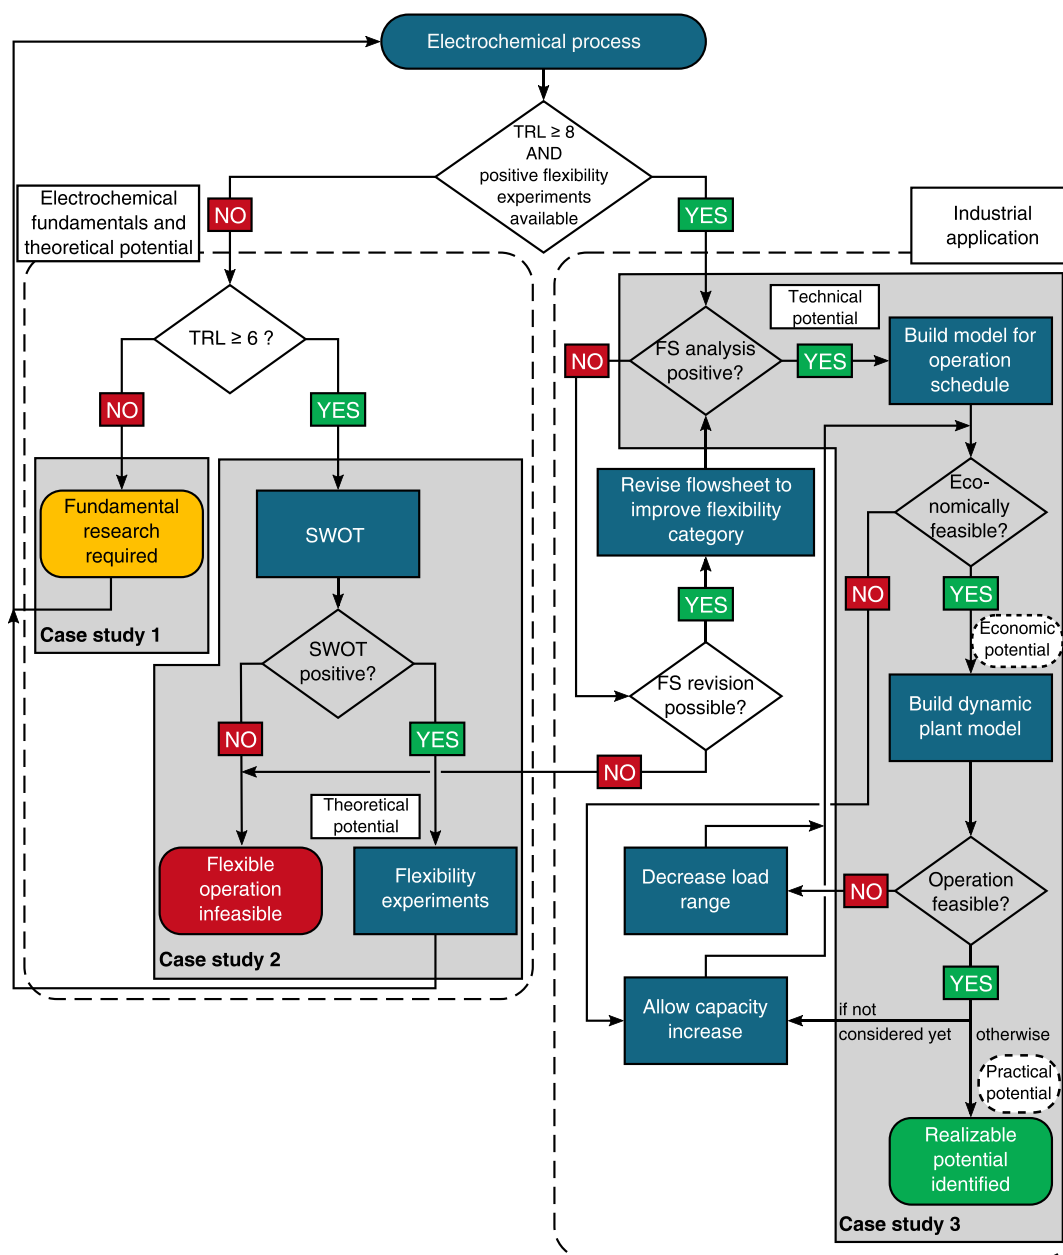 Electrochemical process
TRL ≥ 8
AND
positive flexibility
experiments
available
Electrochemical
fundamentals and
theoretical potential
NO
YES
Industrial
application
TRL ≥ 6 ?
NO
YES
Technical
potential
FS analysis
positive?
NO
YES
Build model for
operation
schedule
Fundamental
research
required
Case study 1
SWOT
Revise flowsheet to
improve flexibility
category
Eco-
nomically
feasible?
NO
YES
YES
Economic
potential
SWOT
positive?
NO
YES
FS revision
possible?
NO
Build dynamic
plant model
Theoretical
potential
Flexible
operation
infeasible
Flexibility
experiments
Case study 2
Decrease load
range
NO
Operation
feasible?
YES
Allow capacity
increase
if not
considered yet
otherwise
Practical
potential
Realizable
potential
identified
Case study 3